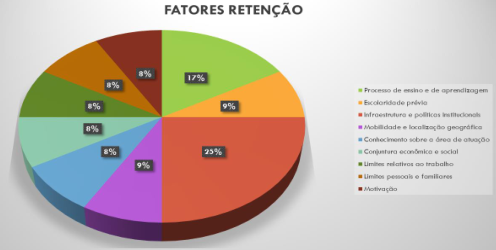 FATORES RETENÇÃO
8%
17%
8%
9%
8%
8%
25%
8%
9%
Processo de ensino e de aprendizagem
Escolaridade prévia
Infraestrutura e políticas institucionais
Mobilidade e localização geográfica
Conhecimento sobre a área de atuação
Conjuntura econômica e social
Limites relativos ao trabalho
Limites pessoais e familiares
Motivação